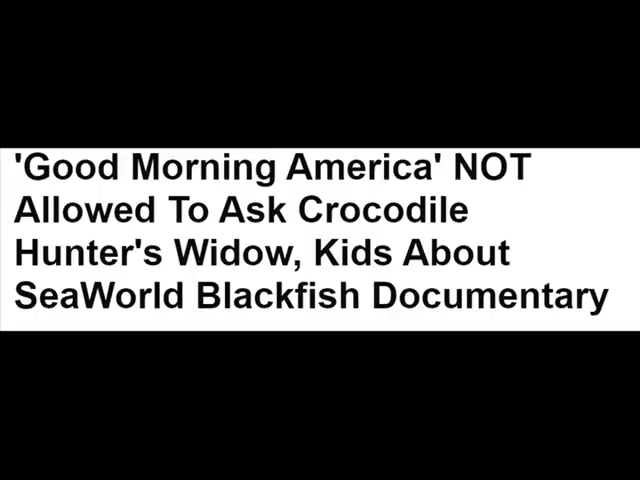 'Good Morning America' NOT
Allowed To Ask Crocodile
Hunter's Widow, Kids About
SeaWorld Blackfish Documentary